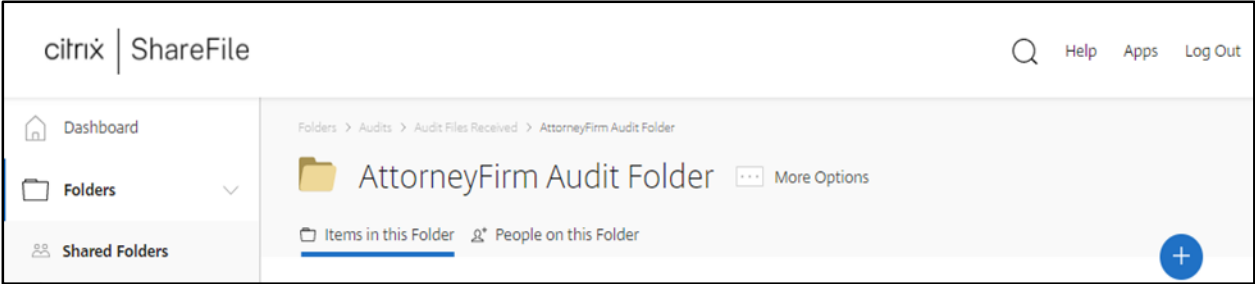 citrix | ShareFile
Help Apps Log Out
Dashboard
Folders > Audits > Audit Files Received > AttorneyFirm Audit Folder
Folders
AttorneyFirm Audit Folder ··· More Options
Shared Folders
Items in this Folder People on this Folder
+